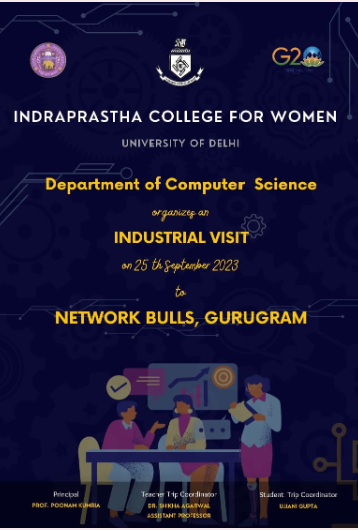 G20
INDRAPRASTHA COLLEGE FOR WOMEN
UNIVERSITY OF DELHI
Department of Computer Science
organizes an
INDUSTRIAL VISIT
on 25 th September 2023
to
NETWORK BULLS, GURUGRAM
Principal
PROF. POONAM KUMRIA
Teacher Trip Coordinator
DR. SHIKHA AGARWAL
ASSISTANT PROFESSOR
Student Trip Coordinator
UJJANI GUPTA